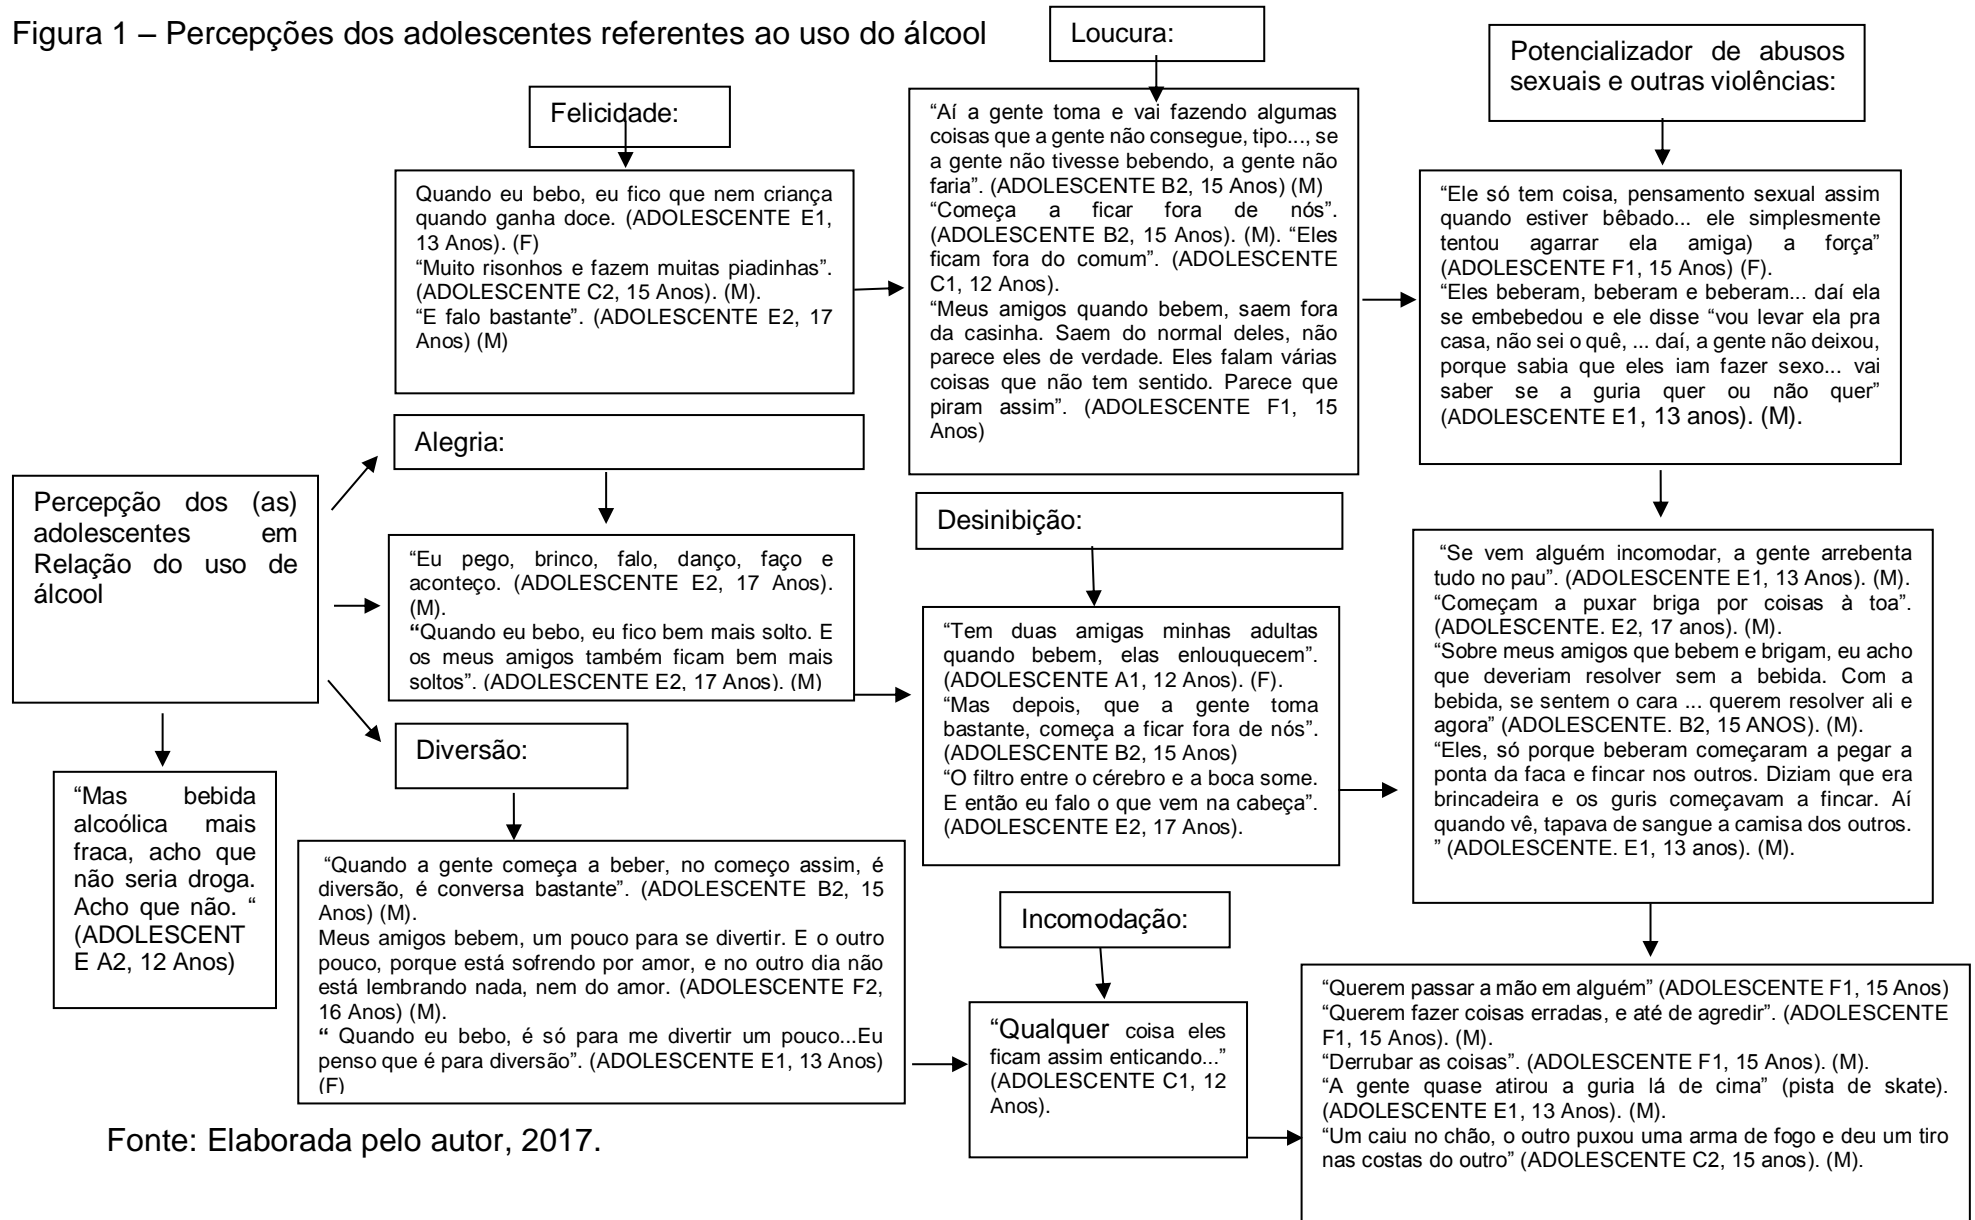 Figura 1 – Percepções dos adolescentes referentes ao uso do álcool
Felicidade:
Quando eu bebo, eu fico que nem criança
quando ganha doce. (ADOLESCENTE E1,
13 Anos). (F)
“Muito risonhos e fazem muitas piadinhas”.
(ADOLESCENTE C2, 15 Anos). (M).
“E falo bastante”. (ADOLESCENTE E2, 17
Anos) (M)
Loucura:
“Aí a gente toma e vai fazendo algumas
coisas que a gente não consegue, tipo..., se
a gente não tivesse bebendo, a gente não
faria”. (ADOLESCENTE B2, 15 Anos) (M)
“Começa a ficar fora de nós”.
(ADOLESCENTE B2, 15 Anos). (M). “Eles
ficam fora do comum”. (ADOLESCENTE
C1, 12 Anos).
“Meus amigos quando bebem, saem fora
da casinha. Saem do normal deles, não
parece eles de verdade. Eles falam várias
coisas que não tem sentido. Parece que
piram assim”. (ADOLESCENTE F1, 15
Anos)
Potencializador de abusos
sexuais e outras violências:
“Ele só tem coisa, pensamento sexual assim
quando estiver bêbado... ele simplesmente
tentou agarrar ela amiga) a força”
(ADOLESCENTE F1, 15 Anos) (F).
“Eles beberam, beberam e beberam... daí ela
se embebedou e ele disse “vou levar ela pra
casa, não sei o quê, ... daí, a gente não deixou,
porque sabia que eles iam fazer sexo... vai
saber se a guria quer ou não quer”
(ADOLESCENTE E1, 13 anos). (M).
Percepção dos (as)
adolescentes em
Relação do uso de
álcool
Alegria:
“Eu pego, brinco, falo, danço, faço e
aconteço. (ADOLESCENTE E2, 17 Anos).
(M).
“Quando eu bebo, eu fico bem mais solto. E
os meus amigos também ficam bem mais
soltos”. (ADOLESCENTE E2, 17 Anos). (M)
Desinibição:
“Tem duas amigas minhas adultas
quando bebem, elas enlouquecem”.
(ADOLESCENTE A1, 12 Anos). (F).
“Mas depois, que a gente toma
bastante, começa a ficar fora de nós”.
(ADOLESCENTE B2, 15 Anos)
“O filtro entre o cérebro e a boca some.
E então eu falo o que vem na cabeça”.
(ADOLESCENTE E2, 17 Anos).
“Se vem alguém incomodar, a gente arrebenta
tudo no pau”. (ADOLESCENTE E1, 13 Anos). (M).
“Começam a puxar briga por coisas à toa”.
(ADOLESCENTE. E2, 17 anos). (M).
“Sobre meus amigos que bebem e brigam, eu acho
que deveriam resolver sem a bebida. Com a
bebida, se sentem o cara ... querem resolver ali e
agora” (ADOLESCENTE. B2, 15 ANOS). (M).
“Eles, só porque beberam começaram a pegar a
ponta da faca e fincar nos outros. Diziam que era
brincadeira e os guris começavam a fincar. Aí
quando vê, tapava de sangue a camisa dos outros.
” (ADOLESCENTE. E1, 13 anos). (M).
“Mas bebida
alcoólica mais
fraca, acho que
não seria droga.
Acho que não. “
(ADOLESCENT
E A2, 12 Anos)
Diversão:
“Quando a gente começa a beber, no começo assim, é
diversão, é conversa bastante”. (ADOLESCENTE B2, 15
Anos) (M).
Meus amigos bebem, um pouco para se divertir. E o outro
pouco, porque está sofrendo por amor, e no outro dia não
está lembrando nada, nem do amor. (ADOLESCENTE F2,
16 Anos) (M).
“ Quando eu bebo, é só para me divertir um pouco...Eu
penso que é para diversão”. (ADOLESCENTE E1, 13 Anos)
(F)
Incomodação:
“Qualquer coisa eles
ficam assim enticando...”
(ADOLESCENTE C1, 12
Anos).
“Querem passar a mão em alguém” (ADOLESCENTE F1, 15 Anos)
“Querem fazer coisas erradas, e até de agredir”. (ADOLESCENTE
F1, 15 Anos). (M).
“Derrubar as coisas”. (ADOLESCENTE F1, 15 Anos). (M).
“A gente quase atirou a guria lá de cima” (pista de skate).
(ADOLESCENTE E1, 13 Anos). (M).
“Um caiu no chão, o outro puxou uma arma de fogo e deu um tiro
nas costas do outro” (ADOLESCENTE C2, 15 anos). (M).
Fonte: Elaborada pelo autor, 2017.